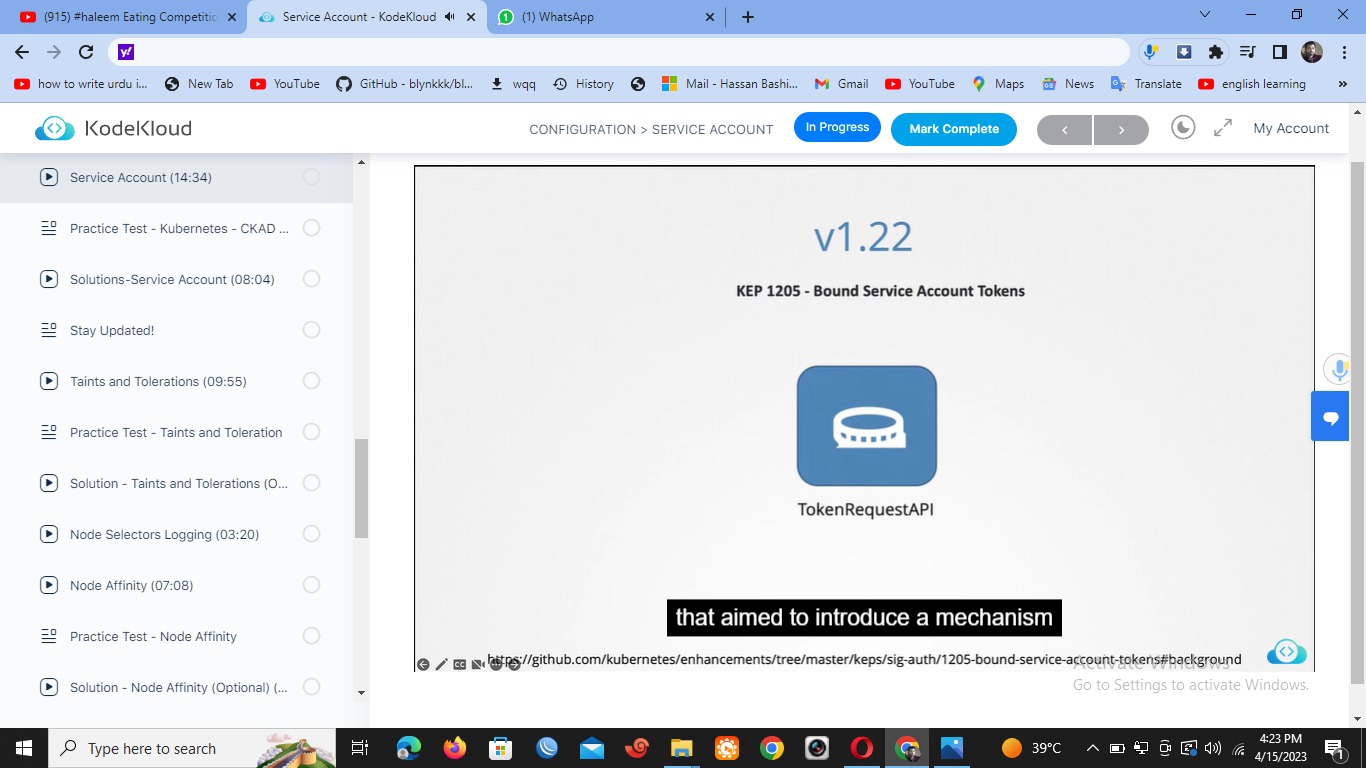 (915) #haleem Eating Competitio
Service Account - KodeKloud
(1) WhatsApp
how to write urdu i...
New Tab
YouTube
GitHub - blynkkk/bl...
wqq
History
Mail - Hassan Bashi...
Gmail
YouTube
Maps
News
Translate
english learning
»
KodeKloud
CONFIGURATION > SERVICE ACCOUNT
In Progress
Mark Complete
My Account
Service Account (14:34)
Practice Test - Kubernetes - CKAD ...
Solutions-Service Account (08:04)
Stay Updated!
Taints and Tolerations (09:55)
Practice Test - Taints and Toleration
Solution - Taints and Tolerations (O...
Node Selectors Logging (03:20)
Node Affinity (07:08)
Practice Test - Node Affinity
Solution - Node Affinity (Optional) (...
v1.22
KEP 1205 - Bound Service Account Tokens
TokenRequestAPI
that aimed to introduce a mechanism
https://github.com/kubernetes/enhancements/tree/master/keps/sig-auth/1205-bound-service-account-tokens#background
Activate Windows
Go to Settings to activate Windows.
Type here to search
39°C
4:23 PM
4/15/2023
1